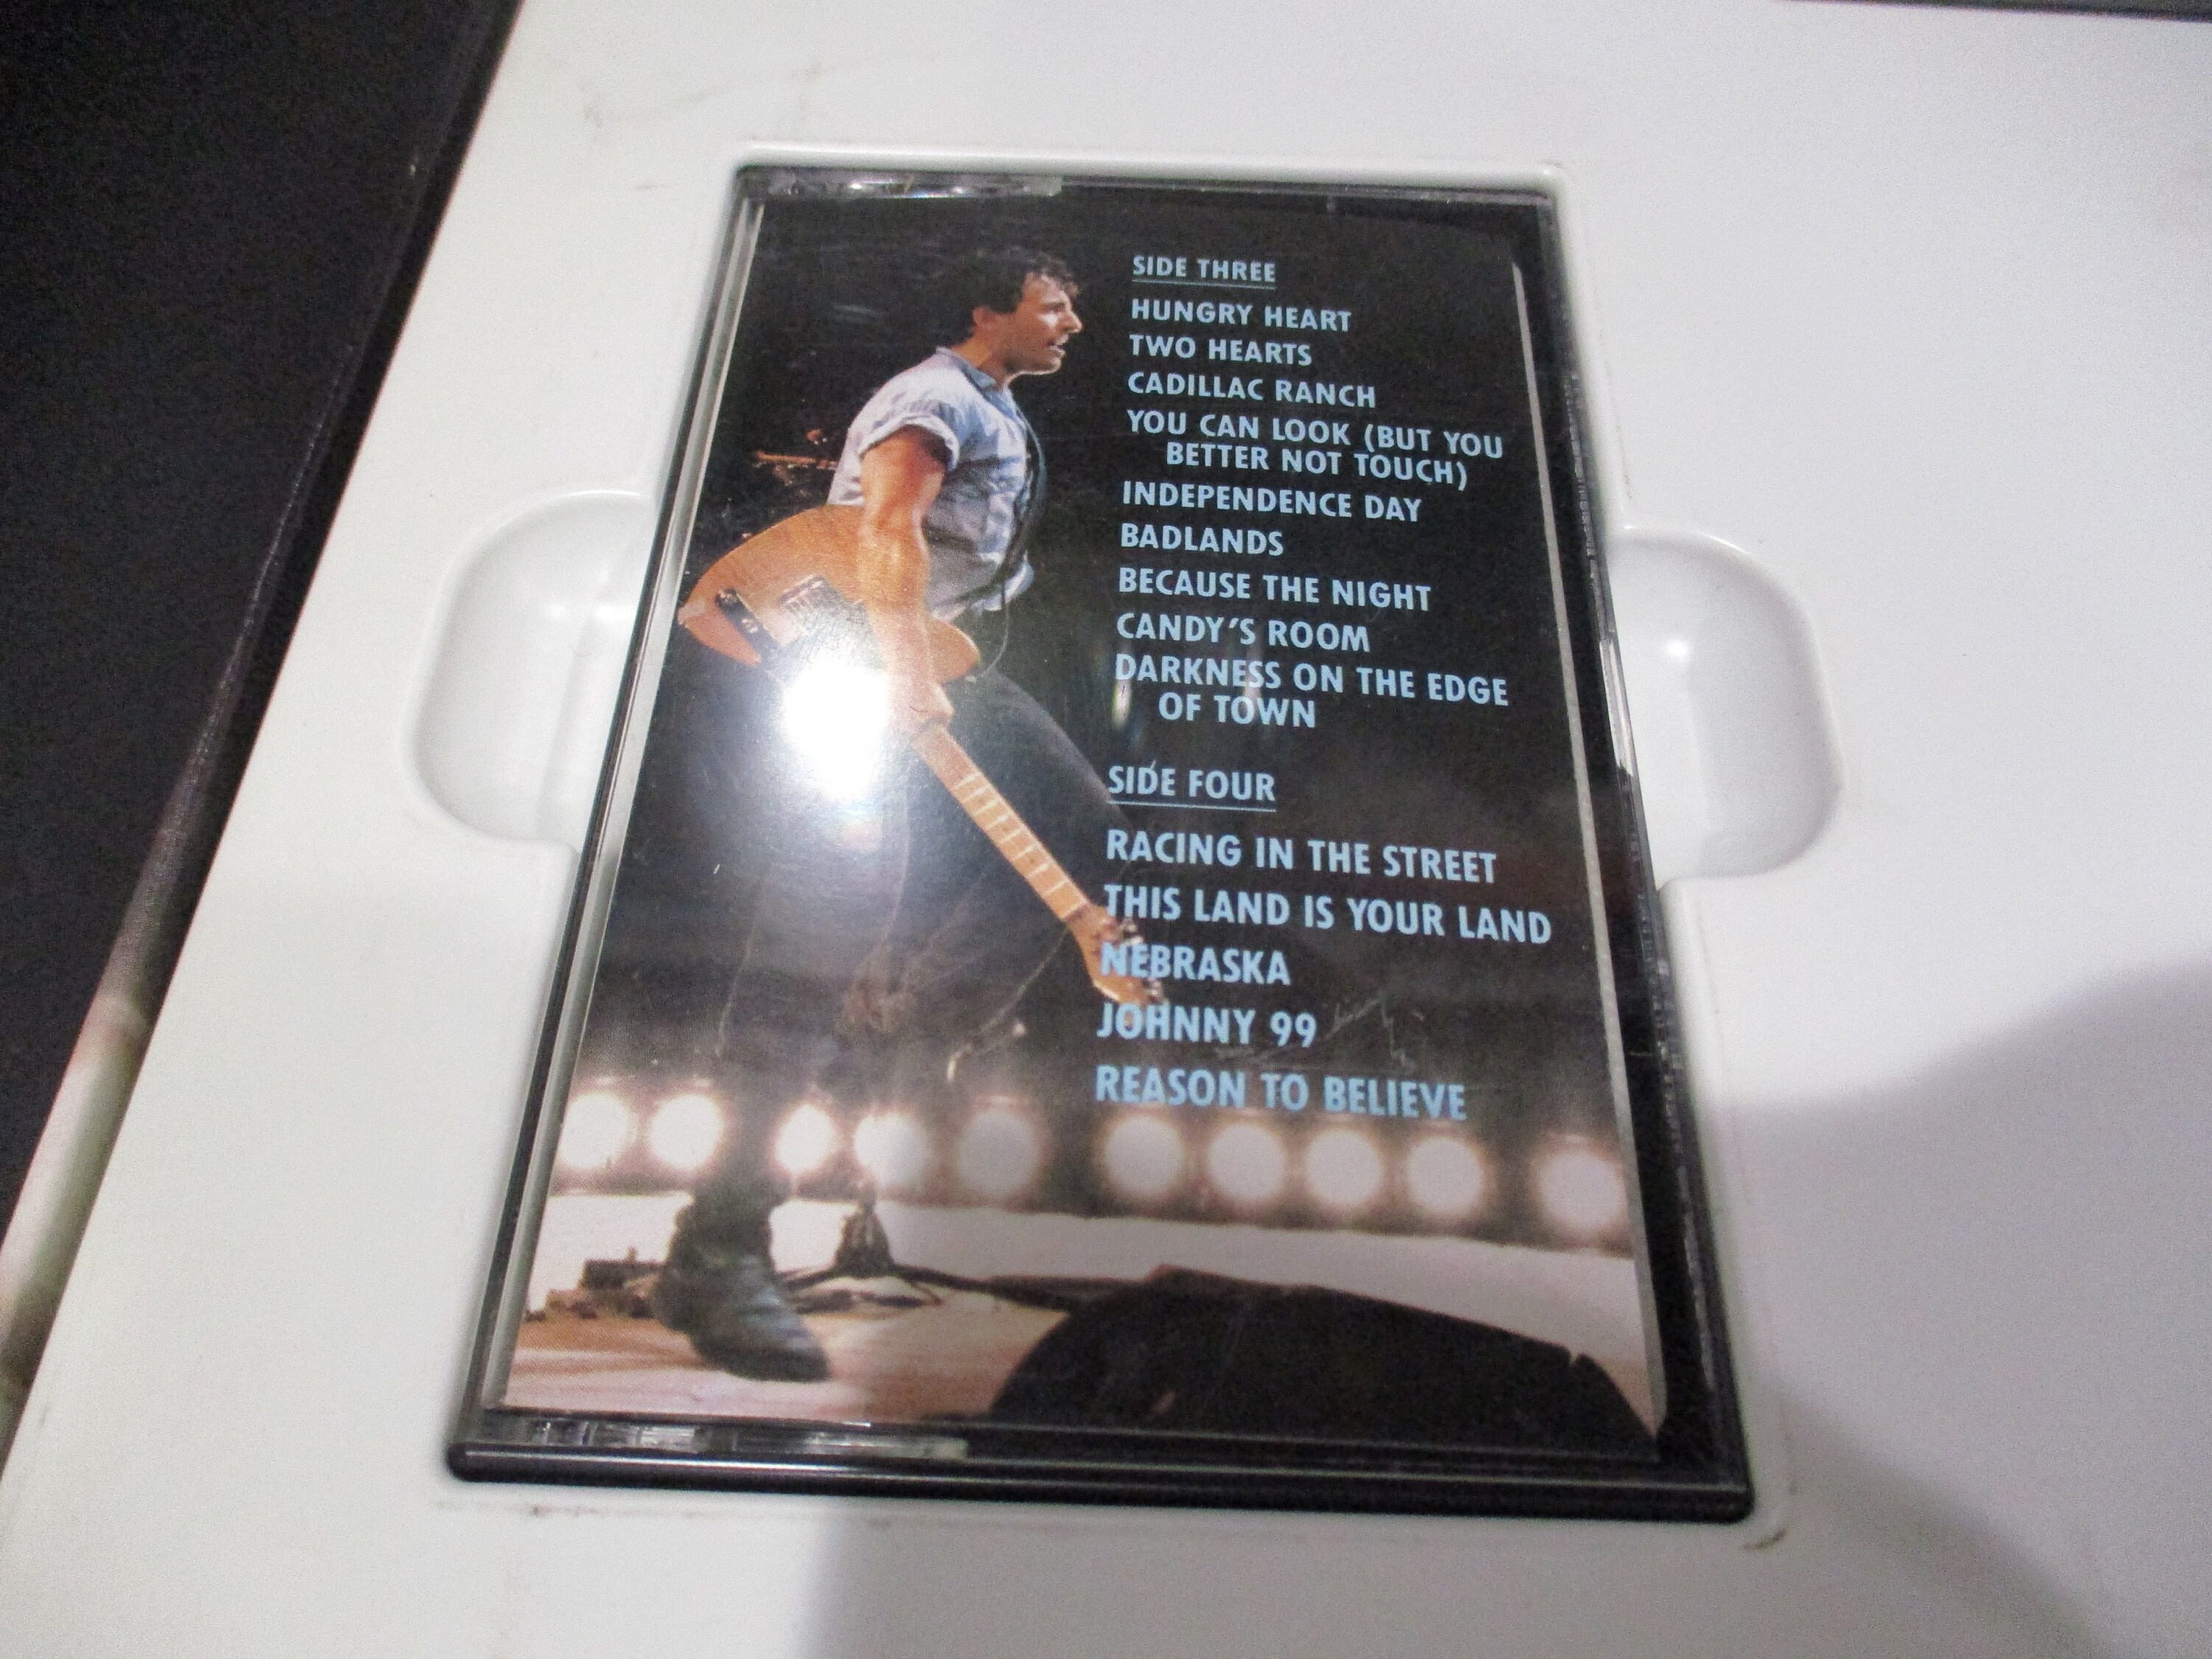 SIDE THREE
HUNGRY HEART
TWO HEARTS
CADILLAC RANCH
YOU CAN LOOK (BUT YOU
BETTER NOT TOUCH)
INDEPENDENCE DAY
BADLANDS
BECAUSE THE NIGHT
CANDY'S ROOM
DARKNESS ON THE EDGE
OF TOWN
SIDE FOUR
RACING IN THE STREET
THIS LAND IS YOUR LAND
NEBRASKA
JOHNNY 99
REASON TO BELIEVE